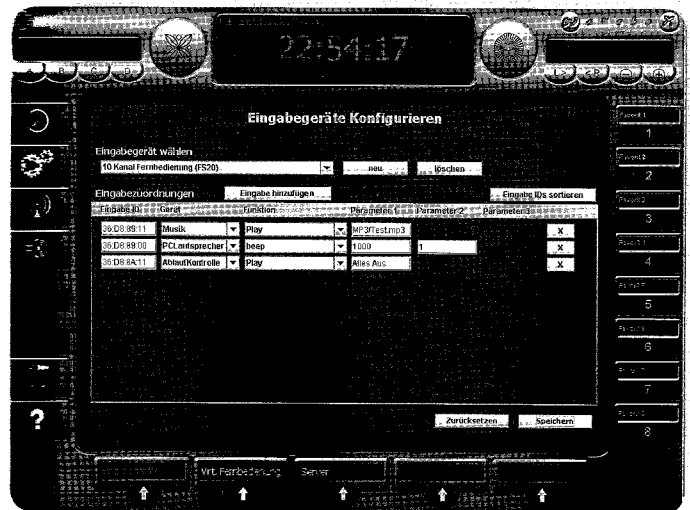 22:54:17
A B C D
Eingabegeräte Konfigurieren
Eingabegerät wählen
10 Kanal Fernbedienung (FS20)
neu
löschen
Eingabezuordnungen
Eingabe hinzufügen
Eingabe IDs sortieren
Eingabe ID Gerät Funktion Parameter 1 Parameter 2 Parameter 3
36:D8:89:11 Musik Play MP3/Test.mp3 X
36:D8:89:00 PCLautsprecher beep 1000 1 X
36:D8:8A:11 AblaufKontrolle Play Alles Aus X
Zurücksetzen
Speichern
?
1
2
3
4
5
6
7
8
Virt. Fernbedienung
Server